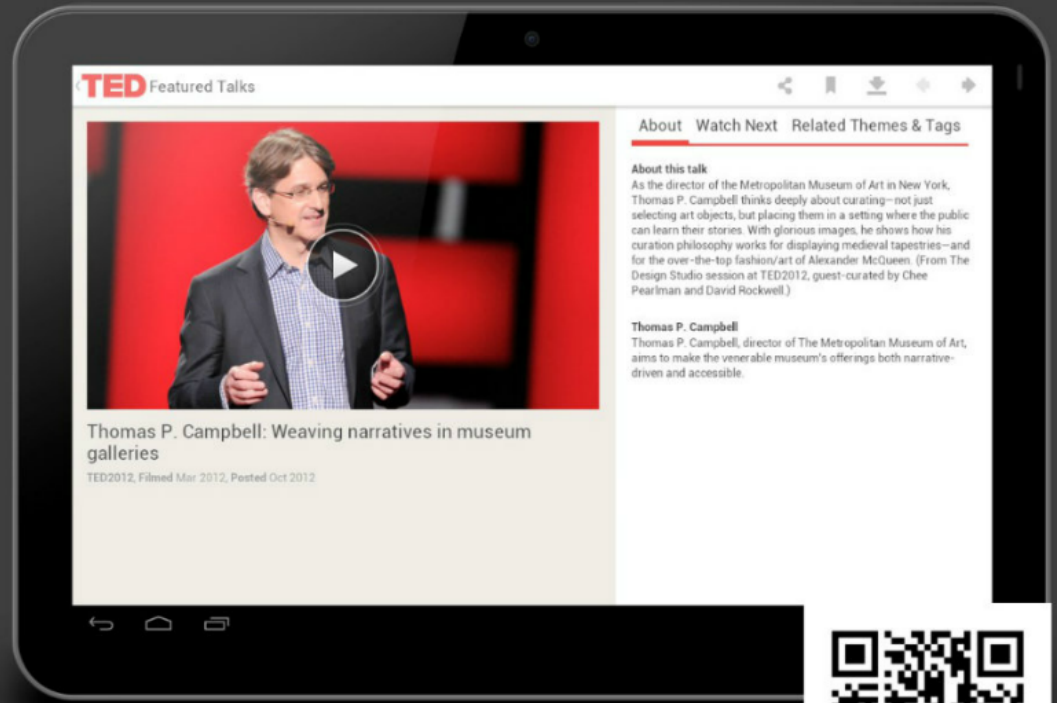 TED Featured Talks
Thomas P. Campbell: Weaving narratives in museum
galleries
TED2012, Filmed Mar 2012, Posted Oct 2012
About Watch Next Related Themes & Tags
About this talk
As the director of the Metropolitan Museum of Art in New York,
Thomas P. Campbell thinks deeply about curating—not just
selecting art objects, but placing them in a setting where the public
can learn their stories. With glorious images, he shows how his
curation philosophy works for displaying medieval tapestries—and
for the over-the-top fashion/art of Alexander McQueen. (From The
Design Studio session at TED2012, guest-curated by Chee
Pearlman and David Rockwell.)
Thomas P. Campbell
Thomas P. Campbell, director of The Metropolitan Museum of Art,
aims to make the venerable museum's offerings both narrative-
driven and accessible.